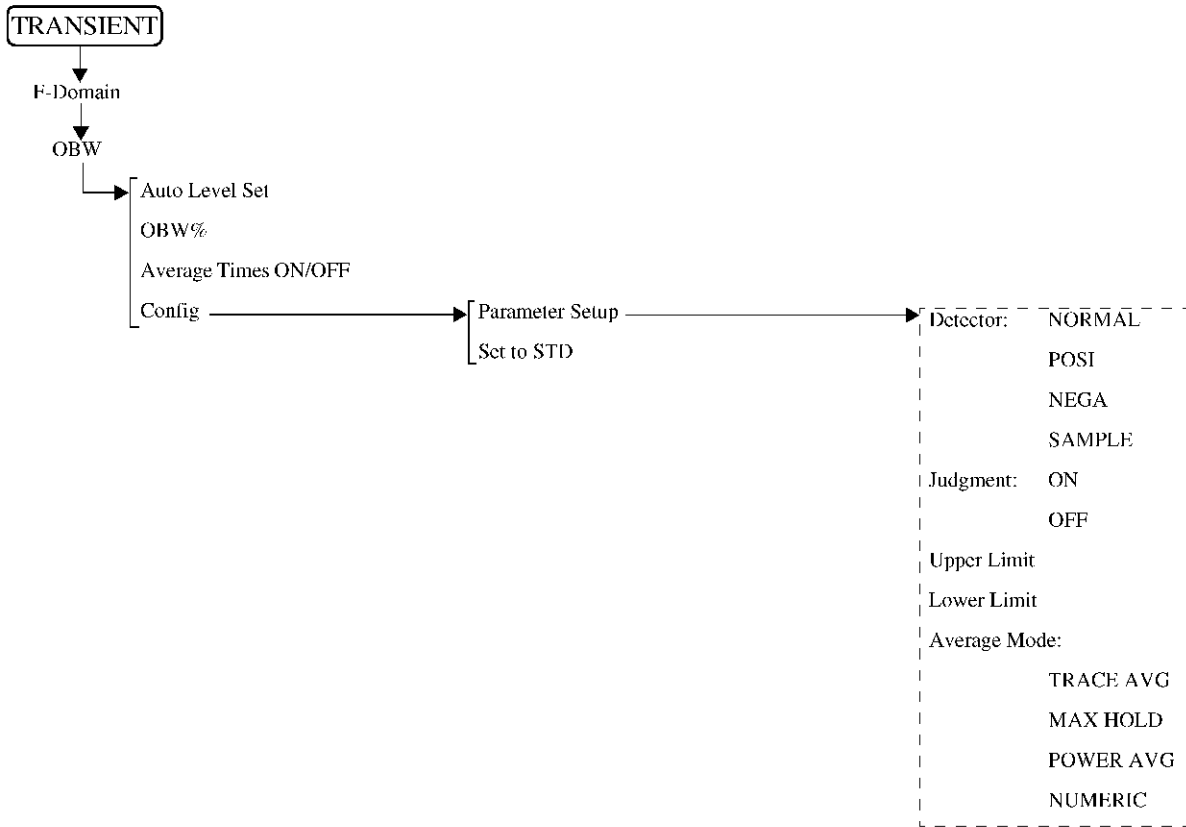 TRANSIENT
F-Domain
OBW
Auto Level Set
OBW%
Average Times ON/OFF
Config
Parameter Setup
Set to STD
Detector: NORMAL
POSI
NEGA
SAMPLE
Judgment: ON
OFF
Upper Limit
Lower Limit
Average Mode:
TRACE AVG
MAX HOLD
POWER AVG
NUMERIC